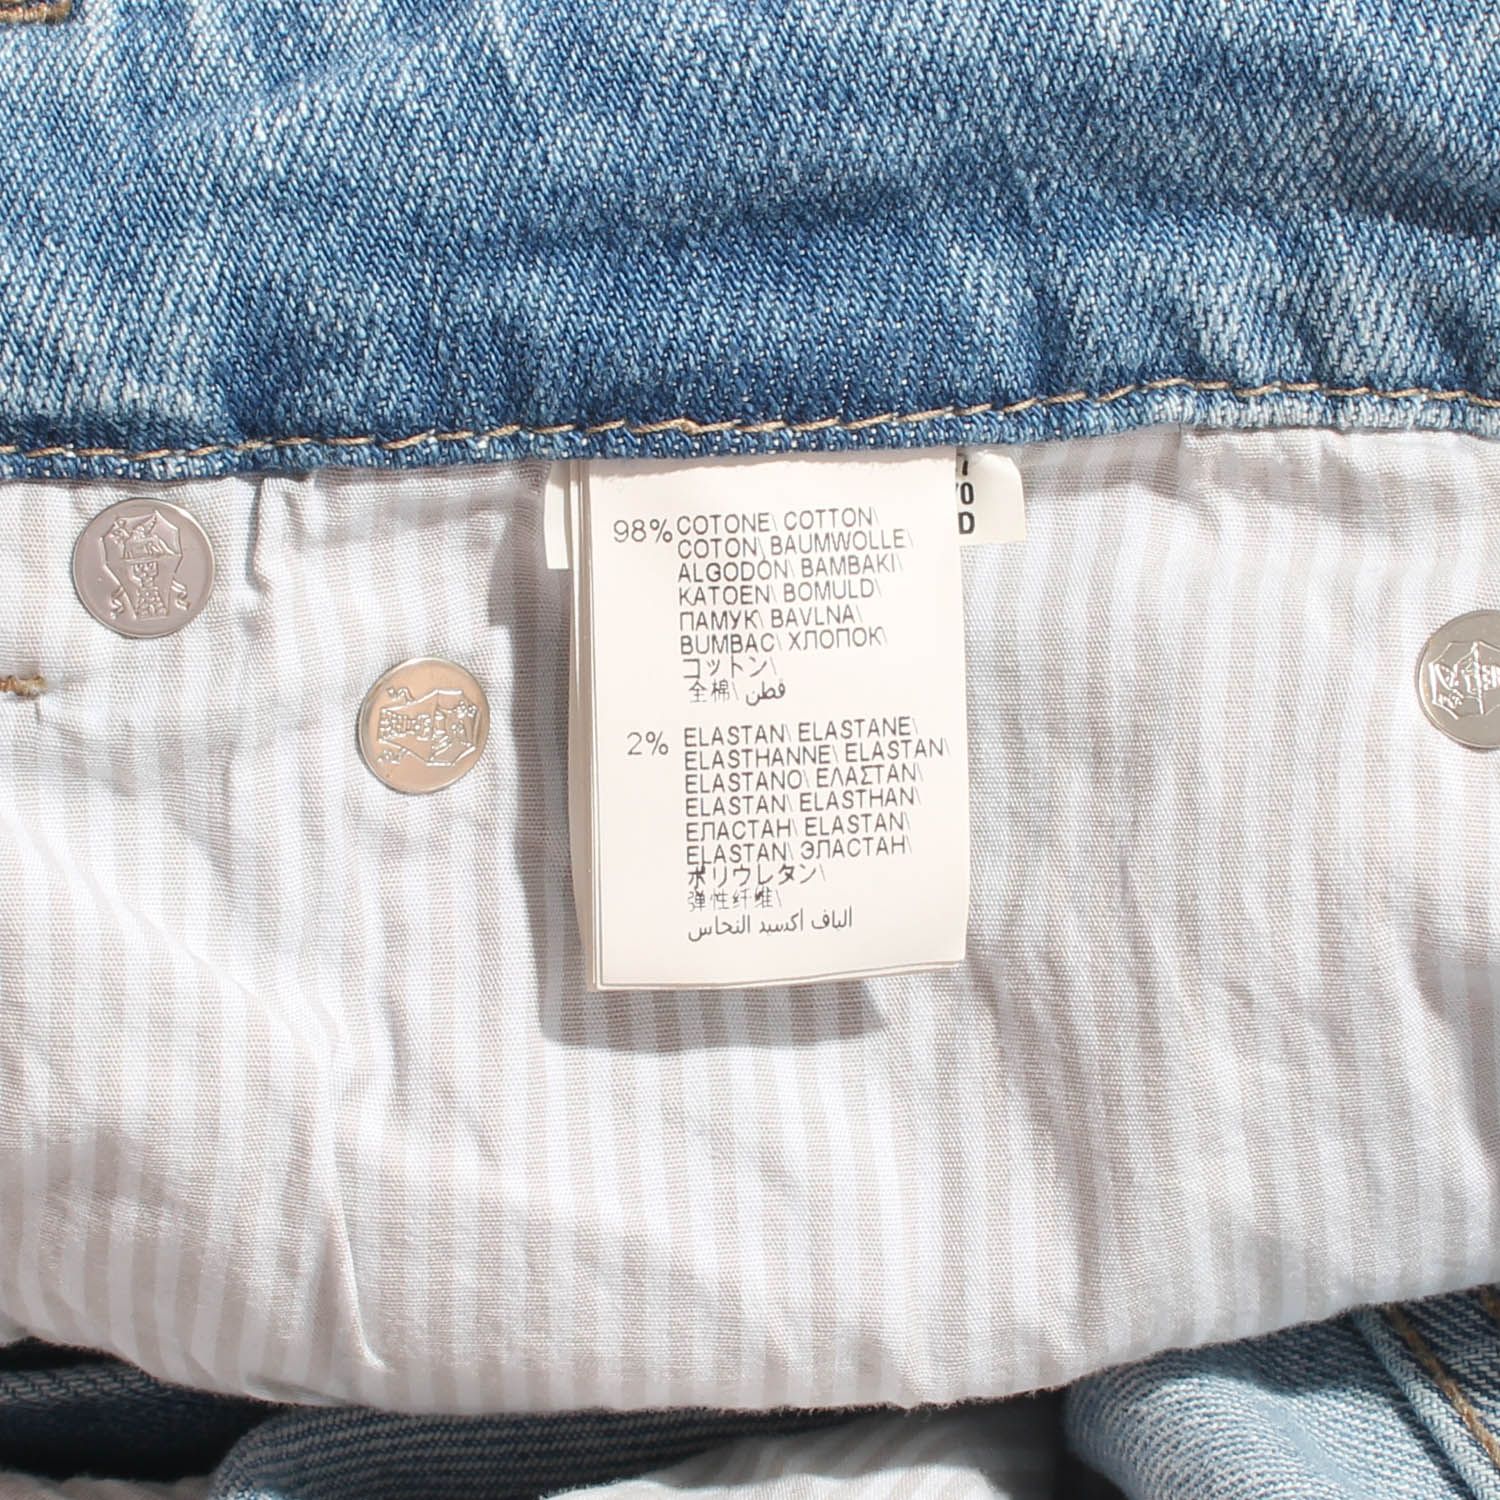 98% COTONE\ COTTON\
COTON\ BAUMWOLLE\
ALGODON\ BAMBAKI\
KATOEN\ BOMULD\
ПАМУК\ BAVLNA\
BUMBAC\ ХЛОПОК\
コットン\
全棉\ قطن
2% ELASTAN\ ELASTANE\
ELASTHANNE\ ELASTAN\
ELASTANO\ ΕΛΑΣΤΑΝ\
ELASTAN\ ELASTHAN\
ЕЛАСТАН\ ELASTAN\
ELASTAN\ ЭЛАСТАН\
ポリウレタン\
弹性纤维\
الياف أكسيد النحاس
D